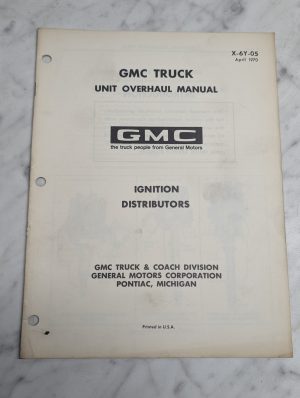 X-6Y-05
April 1970
GMC TRUCK
UNIT OVERHAUL MANUAL
GMC
the truck people from General Motors
IGNITION
DISTRIBUTORS
GMC TRUCK & COACH DIVISION
GENERAL MOTORS CORPORATION
PONTIAC, MICHIGAN
Printed in U.S.A.